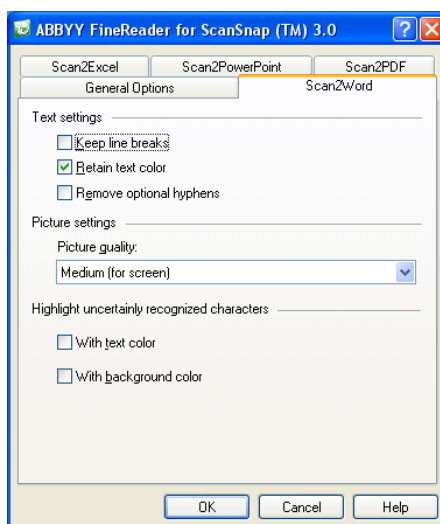 ABBYY FineReader for ScanSnap (TM) 3.0
Scan2Excel Scan2PowerPoint Scan2PDF
General Options Scan2Word
Text settings
Keep line breaks
Retain text color
Remove optional hyphens
Picture settings
Picture quality:
Medium (for screen)
Highlight uncertainly recognized characters
With text color
With background color
OK Cancel Help